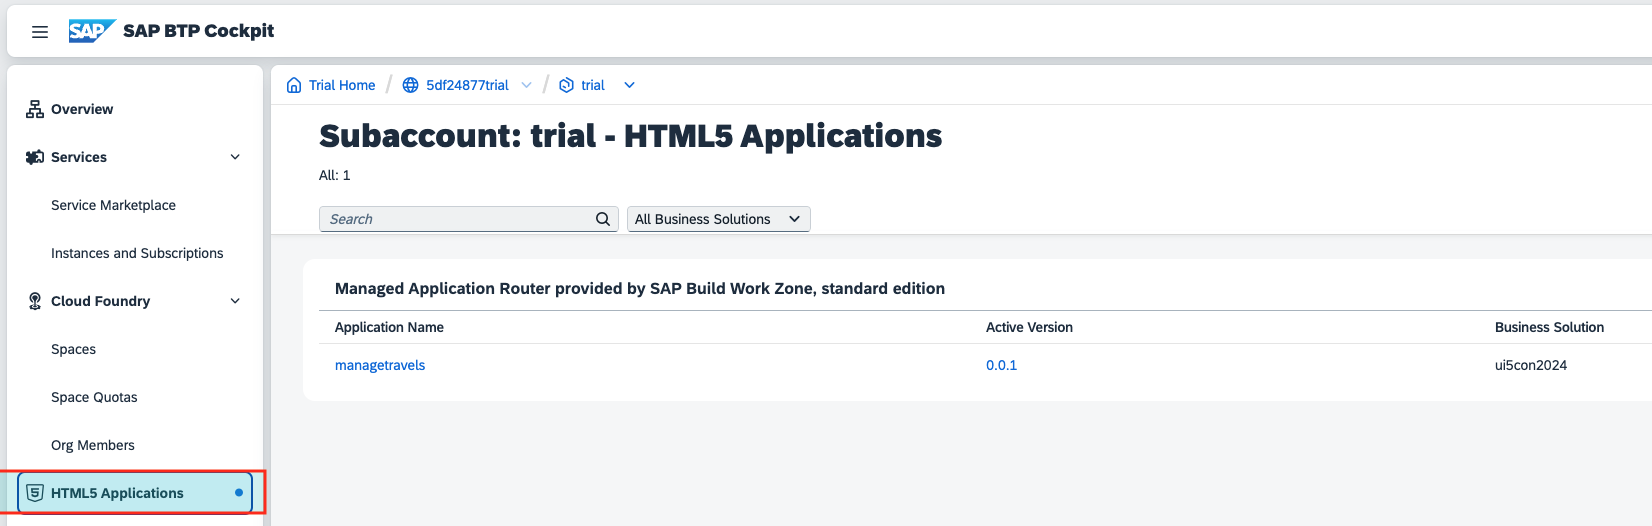 SAP SAP BTP Cockpit
Overview
Services
Service Marketplace
Instances and Subscriptions
Cloud Foundry
Spaces
Space Quotas
Org Members
5 HTML5 Applications
Trial Home / 5df24877trial / trial
Subaccount: trial - HTML5 Applications
All: 1
Search All Business Solutions
Managed Application Router provided by SAP Build Work Zone, standard edition
Application Name Active Version Business Solution
managetravels 0.0.1 ui5con2024